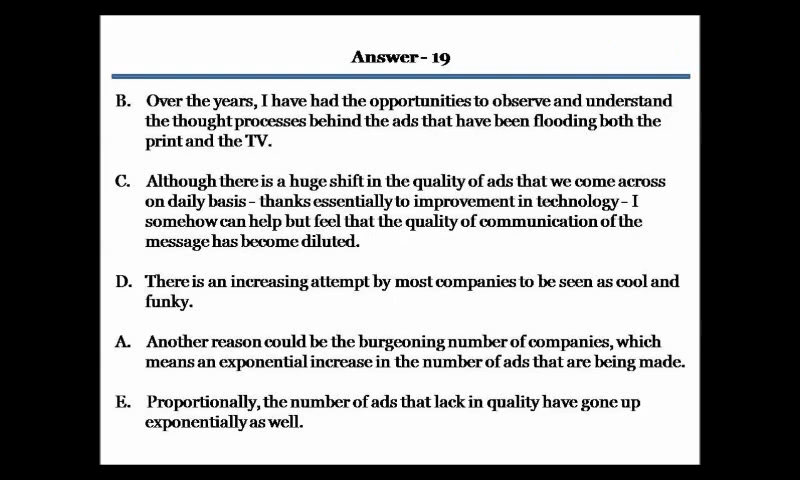 Answer - 19
B. Over the years, I have had the opportunities to observe and understand
the thought processes behind the ads that have been flooding both the
print and the TV.
C. Although there is a huge shift in the quality of ads that we come across
on daily basis - thanks essentially to improvement in technology - I
somehow can help but feel that the quality of communication of the
message has become diluted.
D. There is an increasing attempt by most companies to be seen as cool and
funky.
A. Another reason could be the burgeoning number of companies, which
means an exponential increase in the number of ads that are being made.
E. Proportionally, the number of ads that lack in quality have gone up
exponentially as well.